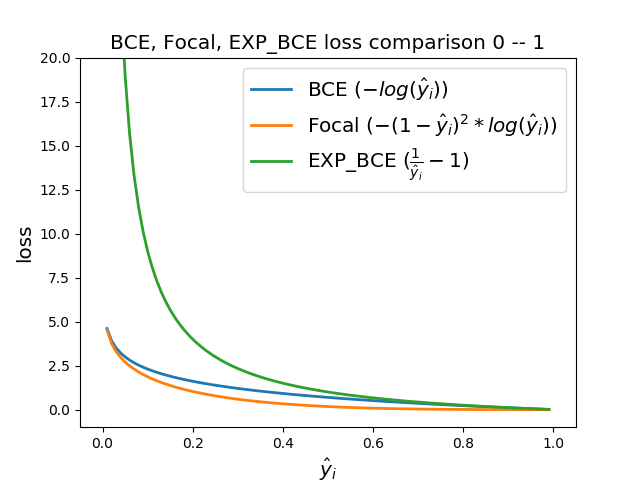 BCE, Focal, EXP_BCE loss comparison 0 -- 1
20.0
17.5
15.0
12.5
10.0
7.5
5.0
2.5
0.0
loss
BCE (−log(ŷᵢ))
Focal (−(1 − ŷᵢ)² * log(ŷᵢ))
EXP_BCE (1/ŷᵢ − 1)
0.0 0.2 0.4 0.6 0.8 1.0
ŷᵢ